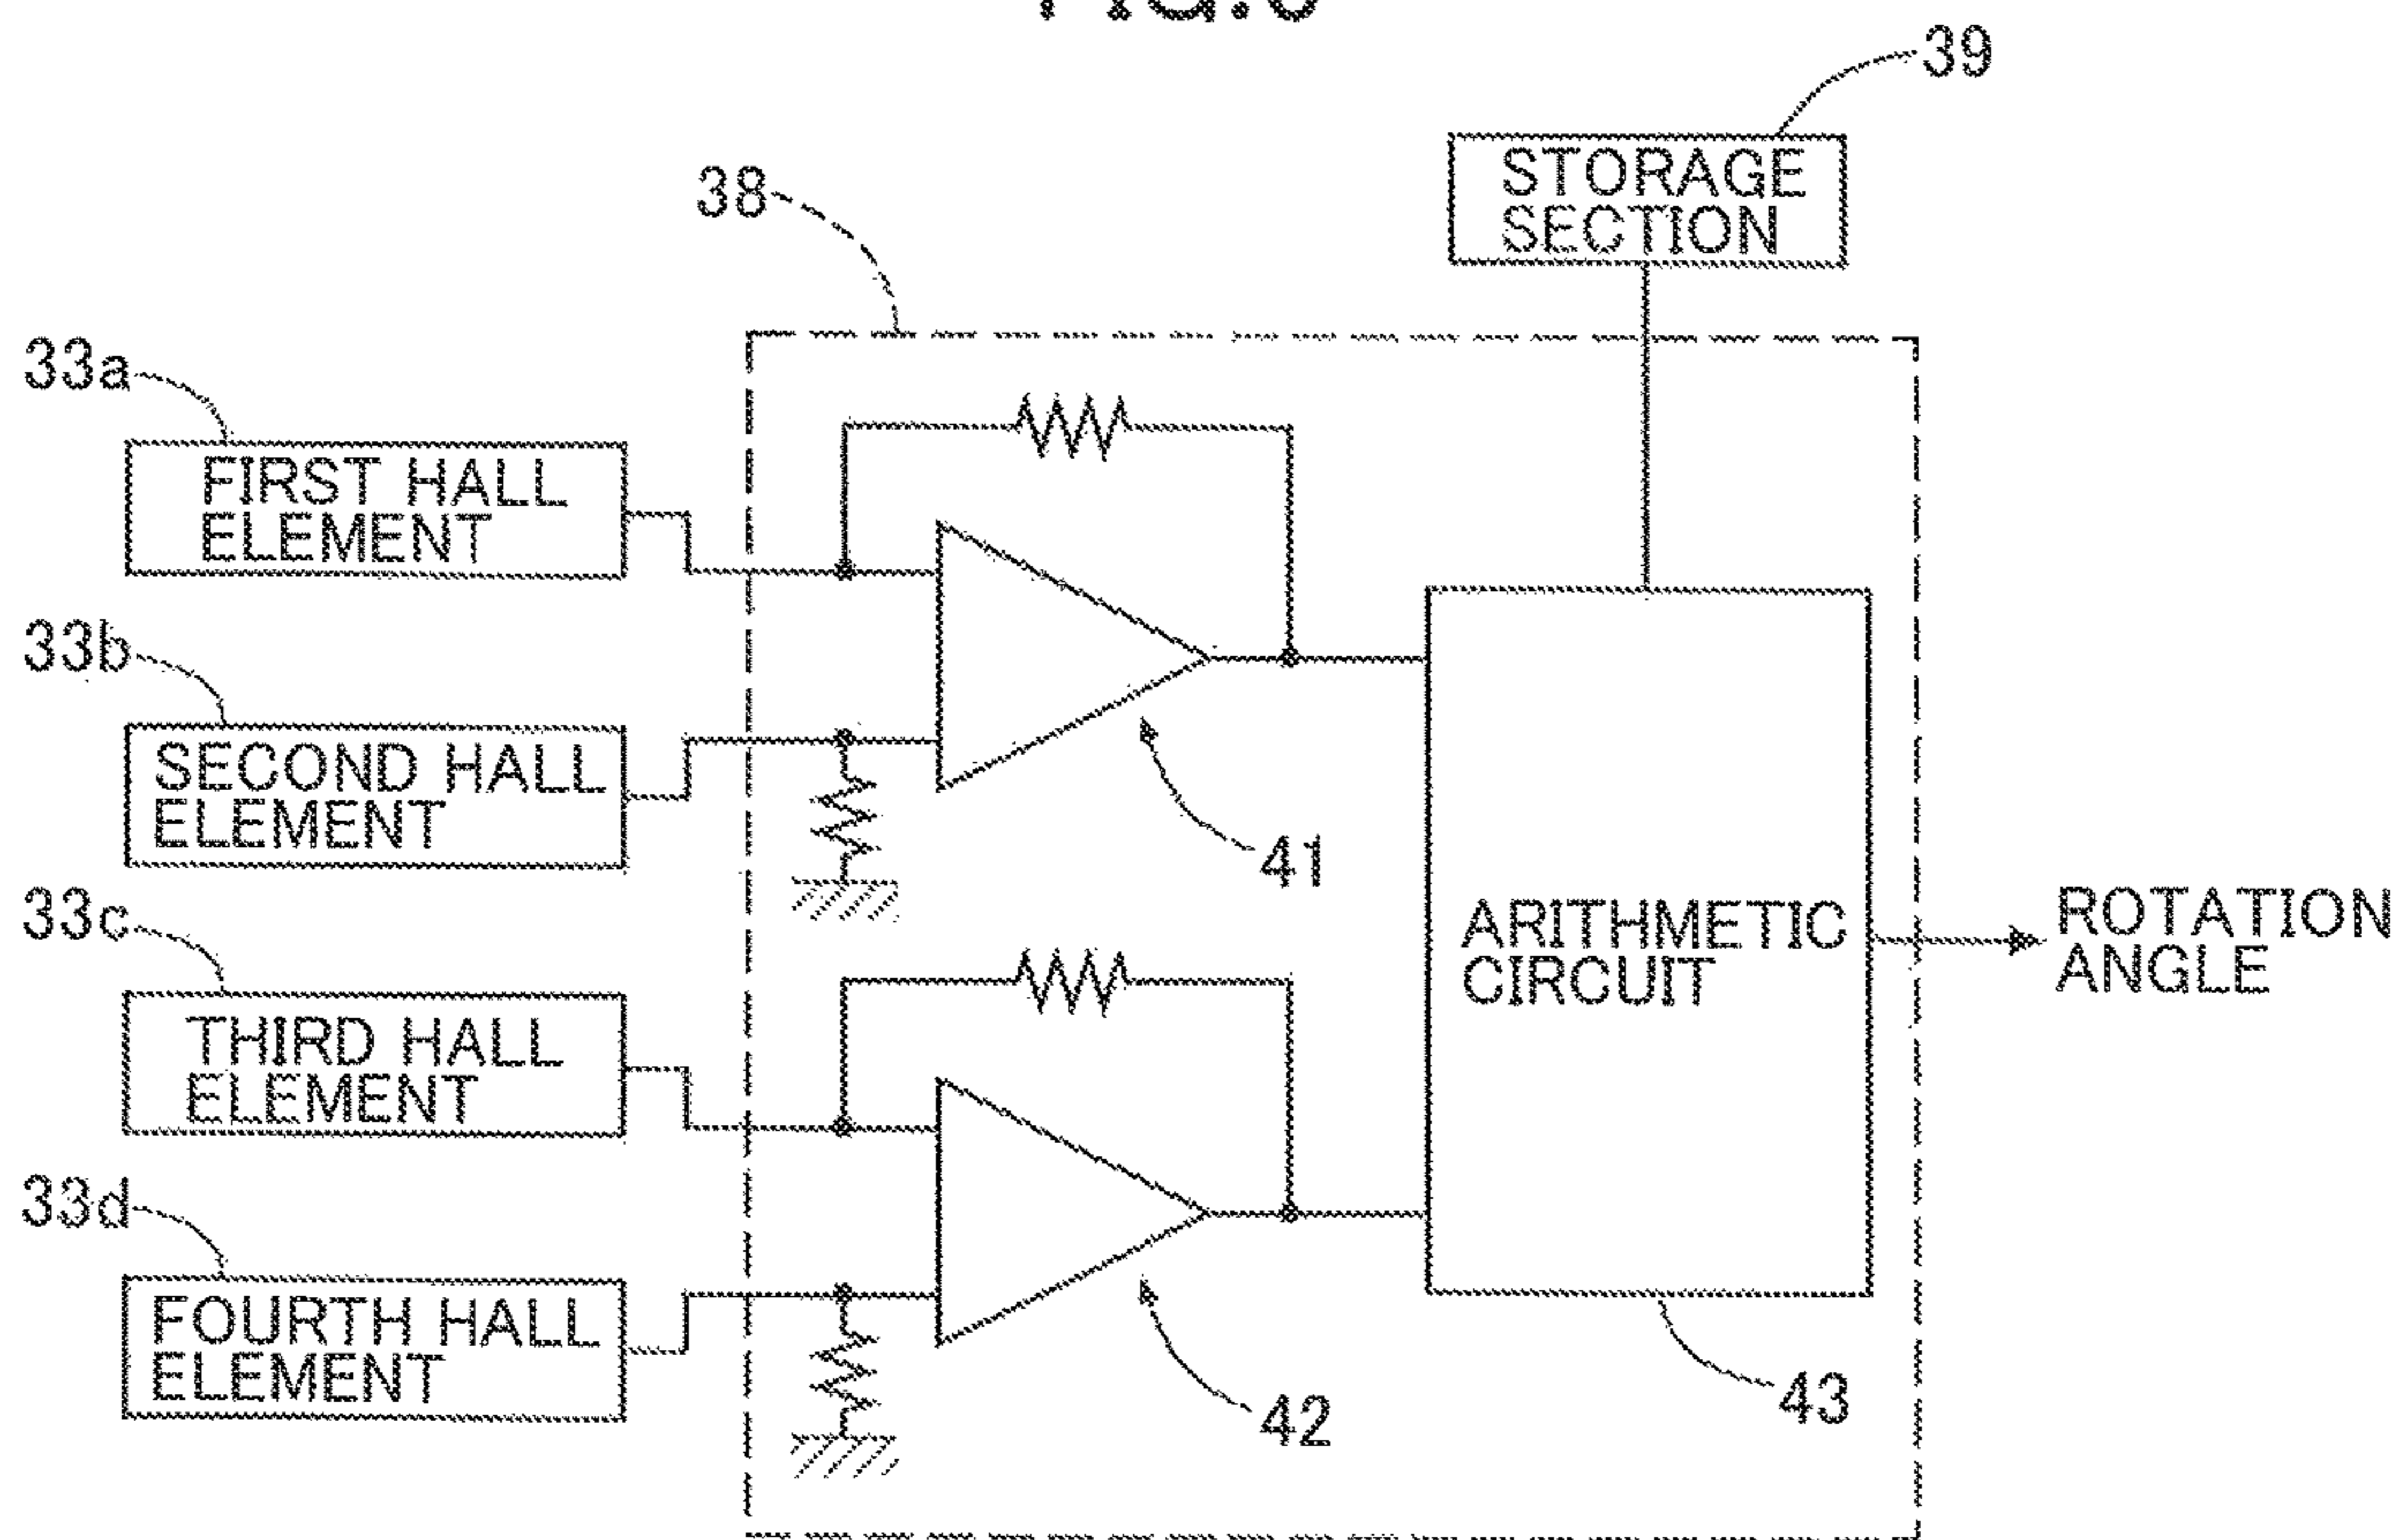 39
STORAGE
SECTION
38
33a
FIRST HALL
ELEMENT
33b
SECOND HALL
ELEMENT
41
33c
ARITHMETIC
CIRCUIT
ROTATION
ANGLE
THIRD HALL
ELEMENT
33d
FOURTH HALL
ELEMENT
42
43